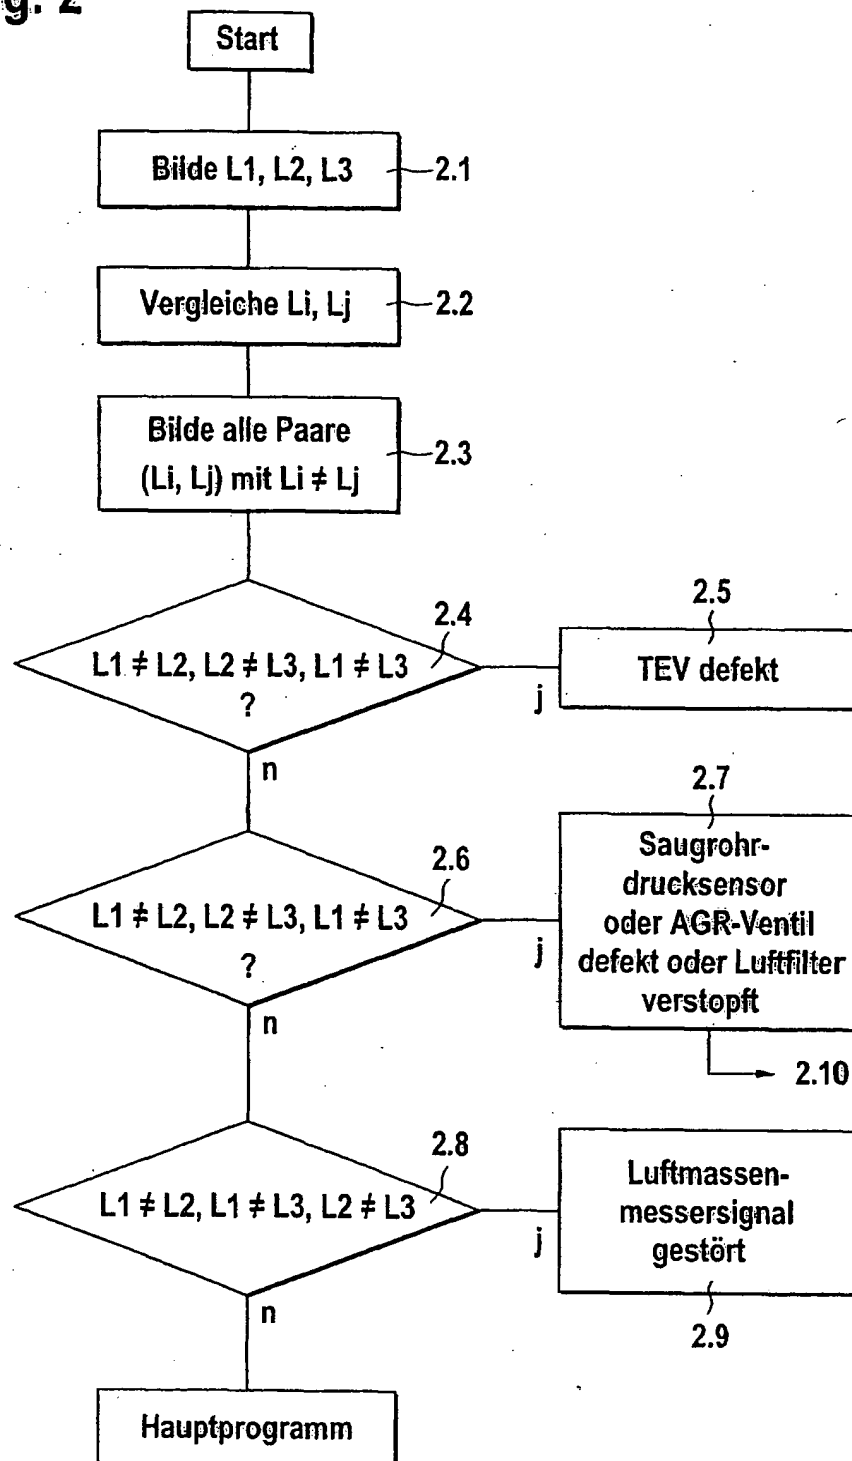 g. 2
Start
Bilde L1, L2, L3
2.1
Vergleiche Li, Lj
2.2
Bilde alle Paare
(Li, Lj) mit Li ≠ Lj
2.3
2.4
L1 ≠ L2, L2 ≠ L3, L1 ≠ L3
?
j
n
2.5
TEV defekt
2.6
L1 ≠ L2, L2 ≠ L3, L1 ≠ L3
?
j
n
2.7
Saugrohr-
drucksensor
oder AGR-Ventil
defekt oder Luftfilter
verstopft
2.10
2.8
L1 ≠ L2, L1 ≠ L3, L2 ≠ L3
j
n
Luftmassen-
messersignal
gestört
2.9
Hauptprogramm